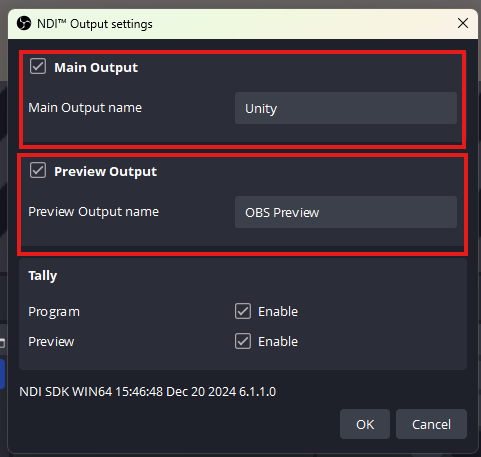 NDI™ Output settings
Main Output
Main Output name
Unity
Preview Output
Preview Output name
OBS Preview
Tally
Program
Enable
Preview
Enable
NDI SDK WIN64 15:46:48 Dec 20 2024 6.1.1.0
OK
Cancel